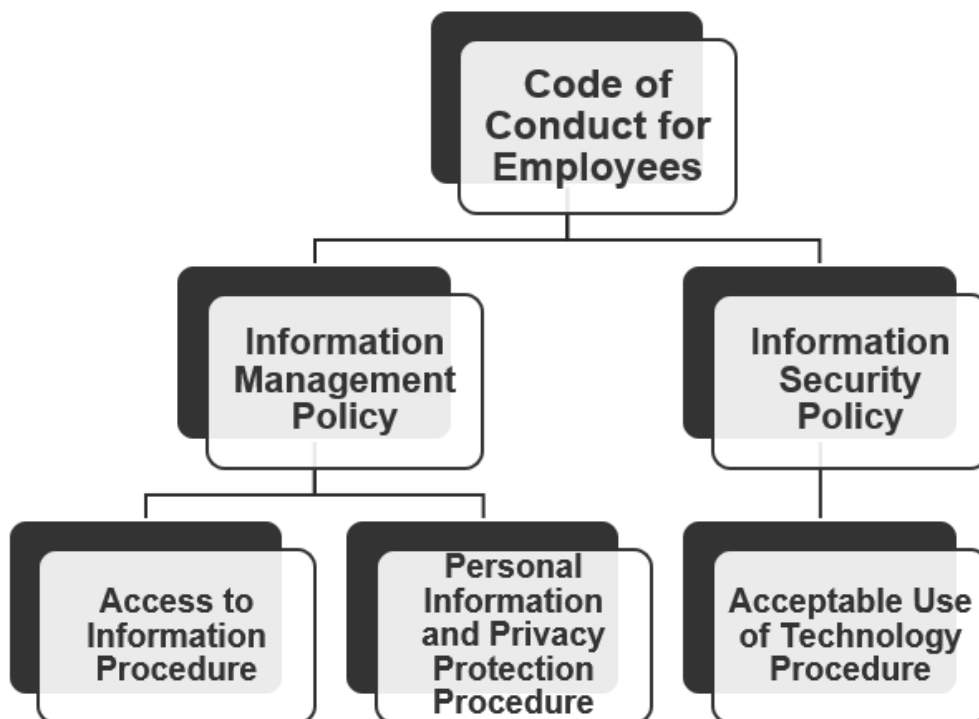 Code of
Conduct for
Employees
Information
Management
Policy
Information
Security
Policy
Access to
Information
Procedure
Personal
Information
and Privacy
Protection
Procedure
Acceptable Use
of Technology
Procedure